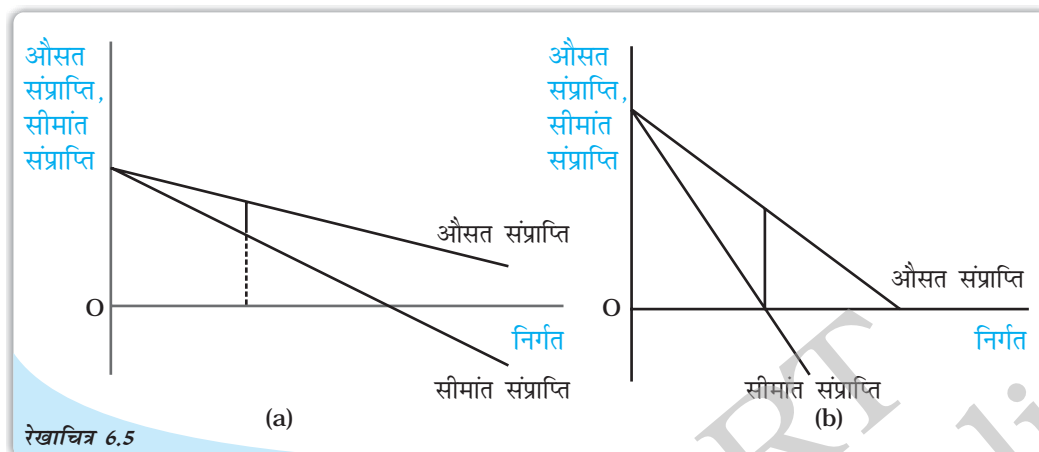 औसत
संप्राप्ति,
सीमांत
संप्राप्ति
औसत संप्राप्ति
O
निर्गत
सीमांत संप्राप्ति
(a)
औसत
संप्राप्ति,
सीमांत
संप्राप्ति
औसत संप्राप्ति
O
निर्गत
सीमांत संप्राप्ति
(b)
रेखाचित्र 6.5